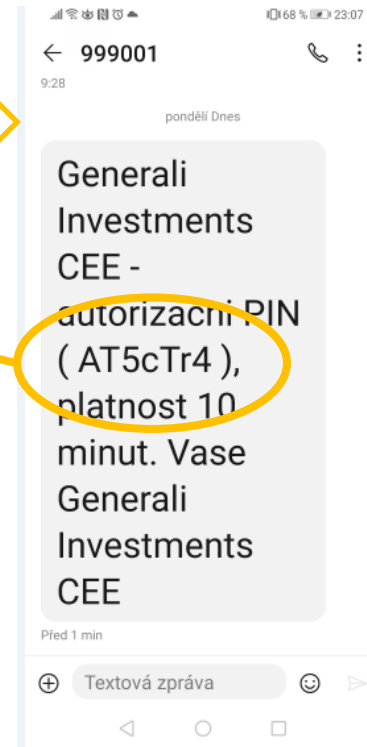 68 % 23:07
999001
9:28
pondělí Dnes
Generali
Investments
CEE -
autorizacni PIN
( AT5cTr4 ),
platnost 10
minut. Vase
Generali
Investments
CEE
Před 1 min
Textová zpráva